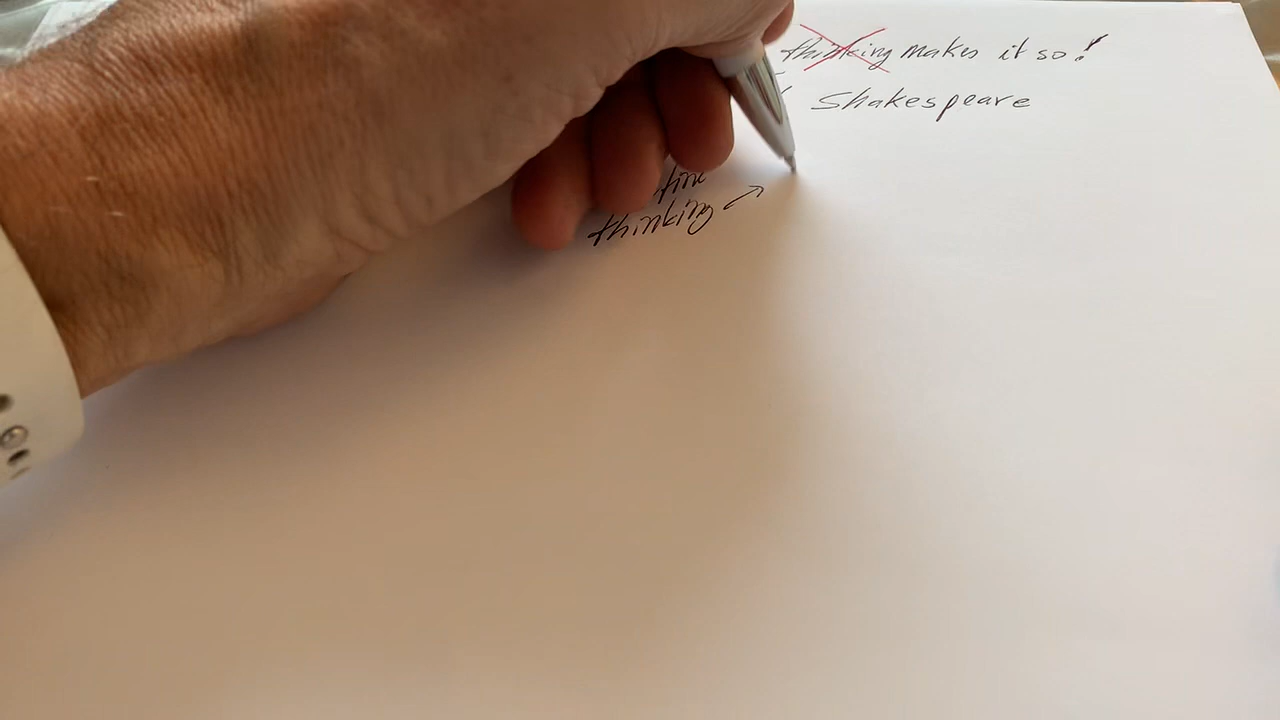 thinking makes it so!
Shakespeare
thinking →